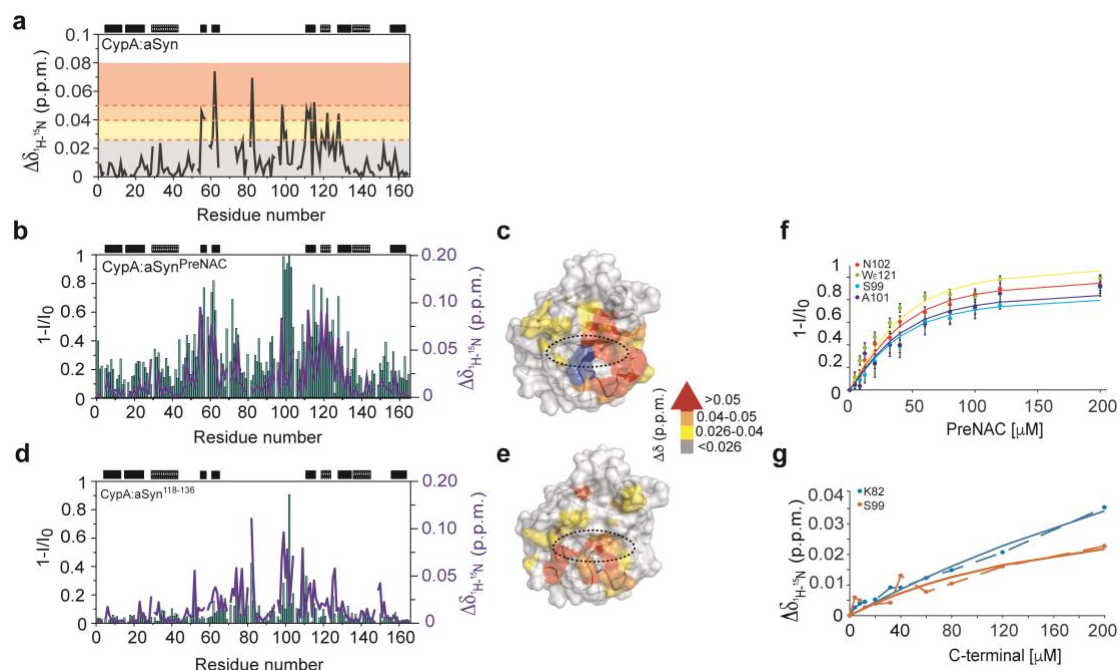 a
CypA:aSyn
0.1
0.08
0.06
0.04
0.02
0
Δδ1H-15N (p.p.m.)
0 20 40 60 80 100 120 140 160
Residue number
b
CypA:aSynPreNAC
1
0.8
0.6
0.4
0.2
0
1-I/I0
0.20
0.10
0.05
0
Δδ1H-15N (p.p.m.)
0 20 40 60 80 100 120 140 160
Residue number
c
d
CypA:aSyn118-136
1
0.8
0.6
0.4
0.2
0
1-I/I0
0.20
0.10
0.05
0
Δδ1H-15N (p.p.m.)
0 20 40 60 80 100 120 140 160
Residue number
e
Δδ (p.p.m.)
>0.05
0.04-0.05
0.026-0.04
<0.026
f
N102
Wε121
S99
A101
1
0.8
0.6
0.4
0.2
0
1-I/I0
0 40 80 120 160 200
PreNAC [μM]
g
K82
S99
0.04
0.03
0.02
0.01
0
Δδ1H-15N (p.p.m.)
0 40 80 120 160 200
C-terminal [μM]